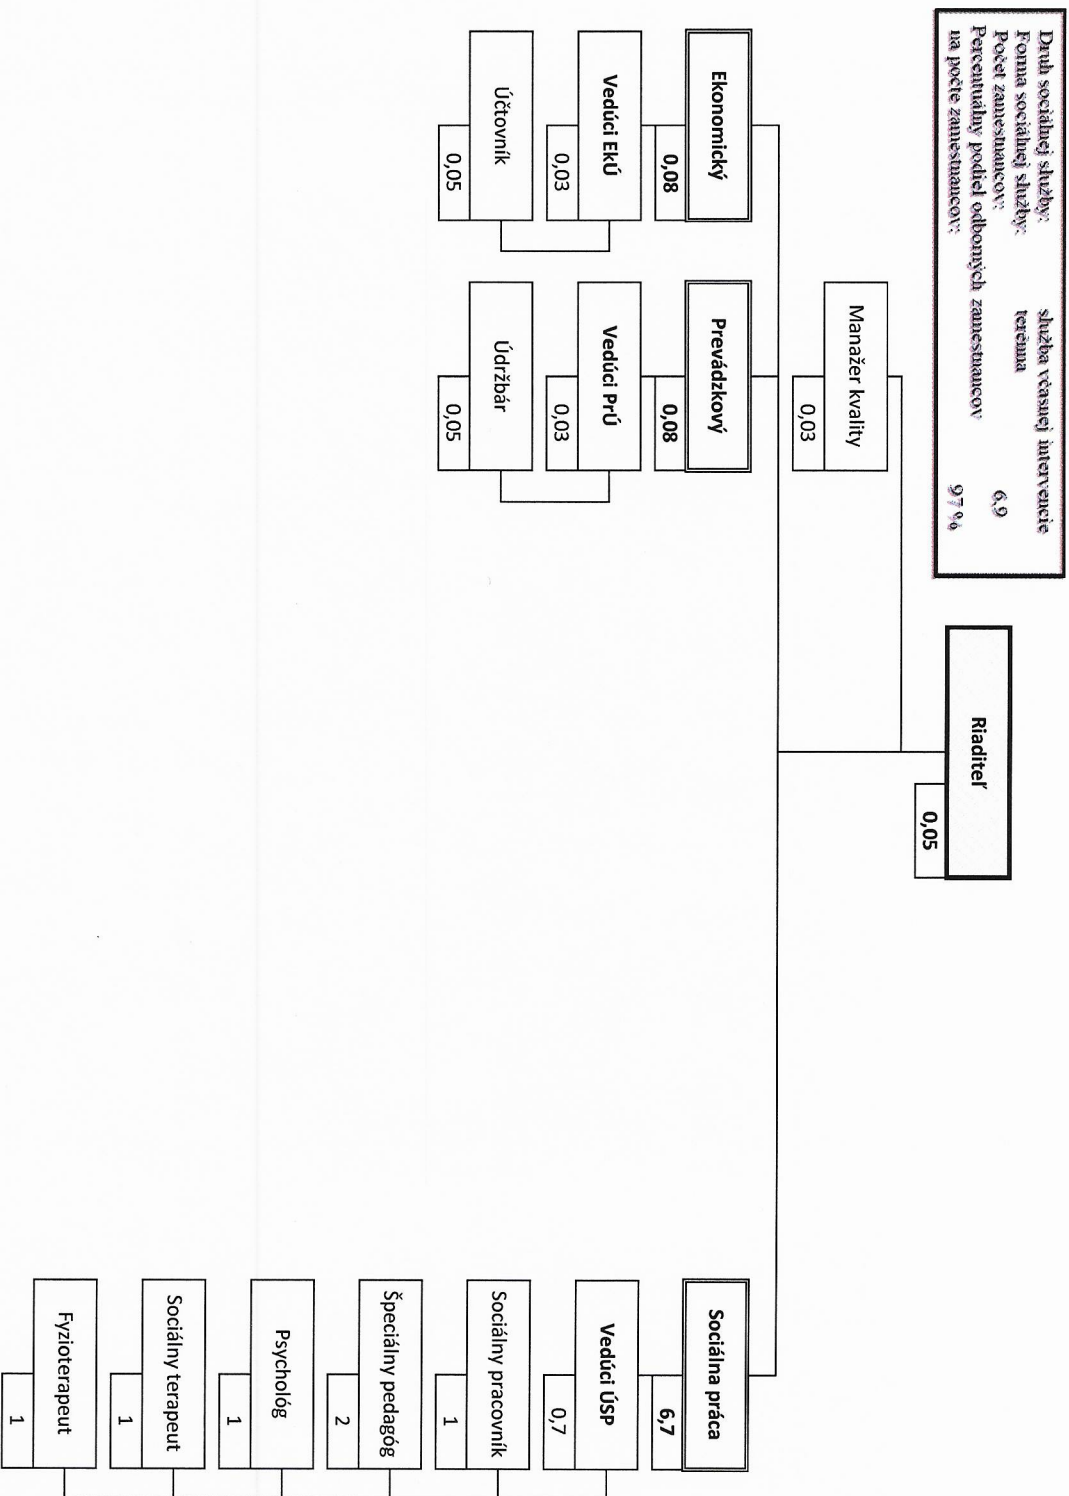 Druh sociálnej služby: služba včasnej intervencie
Forma sociálnej služby: terénna
Počet zamestnancov: 6,9
Percentuálny podiel odborných zamestnancov
na počte zamestnancov: 97 %
Riaditeľ
0,05
Manažer kvality
0,03
Ekonomický
0,08
Vedúci EkÚ
0,03
Účtovník
0,05
Prevádzkový
0,08
Vedúci PrÚ
0,03
Údržbár
0,05
Sociálna práca
6,7
Vedúci ÚSP
0,7
Sociálny pracovník
1
Špeciálny pedagóg
2
Psychológ
1
Sociálny terapeut
1
Fyzioterapeut
1